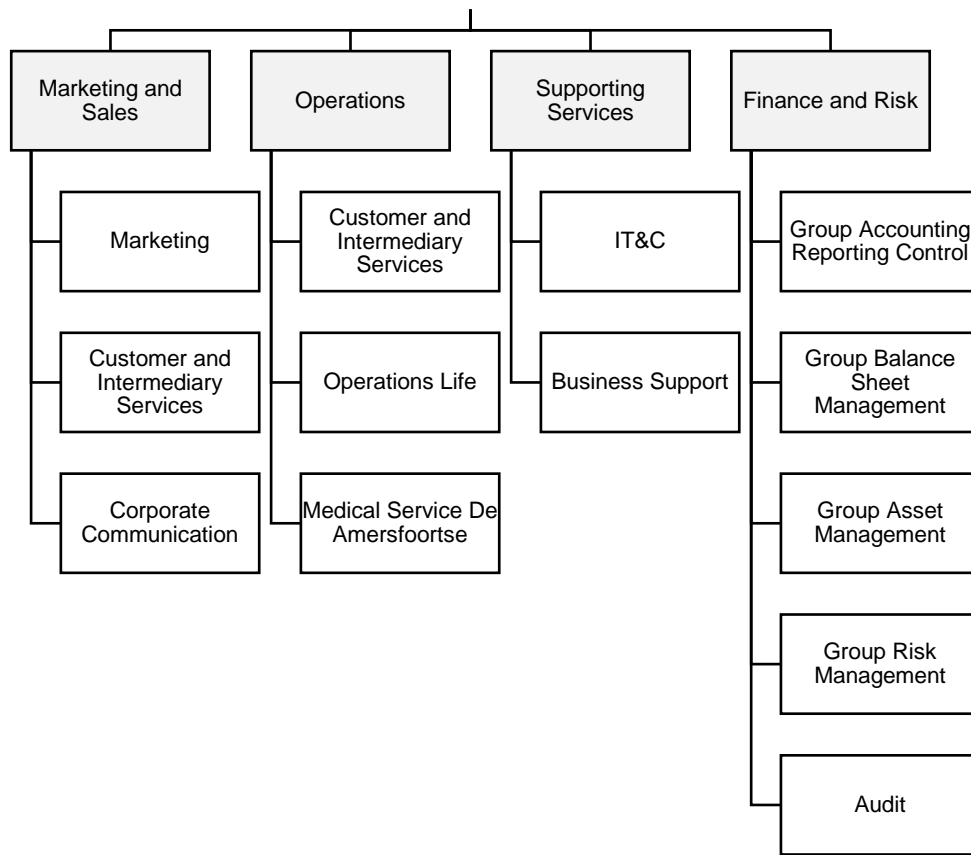 Marketing and
Sales
Operations
Supporting
Services
Finance and Risk
Marketing
Customer and
Intermediary
Services
Corporate
Communication
Customer and
Intermediary
Services
Operations Life
Medical Service De
Amersfoortse
IT&C
Business Support
Group Accounting
Reporting Control
Group Balance
Sheet
Management
Group Asset
Management
Group Risk
Management
Audit